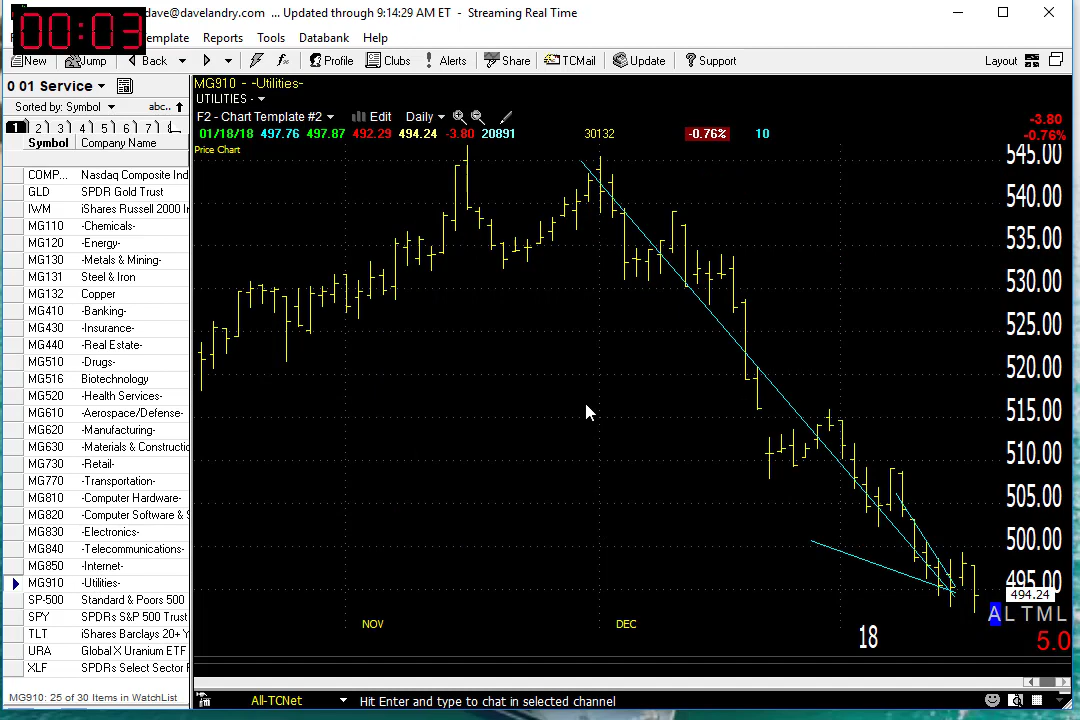 00:03
dave@davelandry.com ... Updated through 9:14:29 AM ET - Streaming Real Time
emplate Reports Tools Databank Help
New Jump Back Profile Clubs Alerts Share TCMail Update Support Layout
0 01 Service
Sorted by: Symbol abc..
1 2 3 4 5 6 7
Symbol Company Name
COMP... Nasdaq Composite Ind
GLD SPDR Gold Trust
IWM iShares Russell 2000 I
MG110 -Chemicals-
MG120 -Energy-
MG130 -Metals & Mining-
MG131 Steel & Iron
MG132 Copper
MG410 -Banking-
MG430 -Insurance-
MG440 -Real Estate-
MG510 -Drugs-
MG516 Biotechnology
MG520 -Health Services-
MG610 -Aerospace/Defense-
MG620 -Manufacturing-
MG630 -Materials & Constructio
MG730 -Retail-
MG770 -Transportation-
MG810 -Computer Hardware-
MG820 -Computer Software & S
MG830 -Electronics-
MG840 -Telecommunications-
MG850 -Internet-
MG910 -Utilities-
SP-500 Standard & Poors 500
SPY SPDRs S&P 500 Trust
TLT iShares Barclays 20+ Y
URA Global X Uranium ETF
XLF SPDRs Select Sector F
MG910: 25 of 30 Items in WatchList
MG910 - -Utilities-
UTILITIES -
F2 - Chart Template #2 Edit Daily
01/18/18 497.76 497.87 492.29 494.24 -3.80 20891 30132 -0.76% 10
-3.80
-0.76%
Price Chart
545.00
540.00
535.00
530.00
525.00
520.00
515.00
510.00
505.00
500.00
495.00
494.24
A L T M L
5.0
NOV DEC 18
All-TCNet Hit Enter and type to chat in selected channel